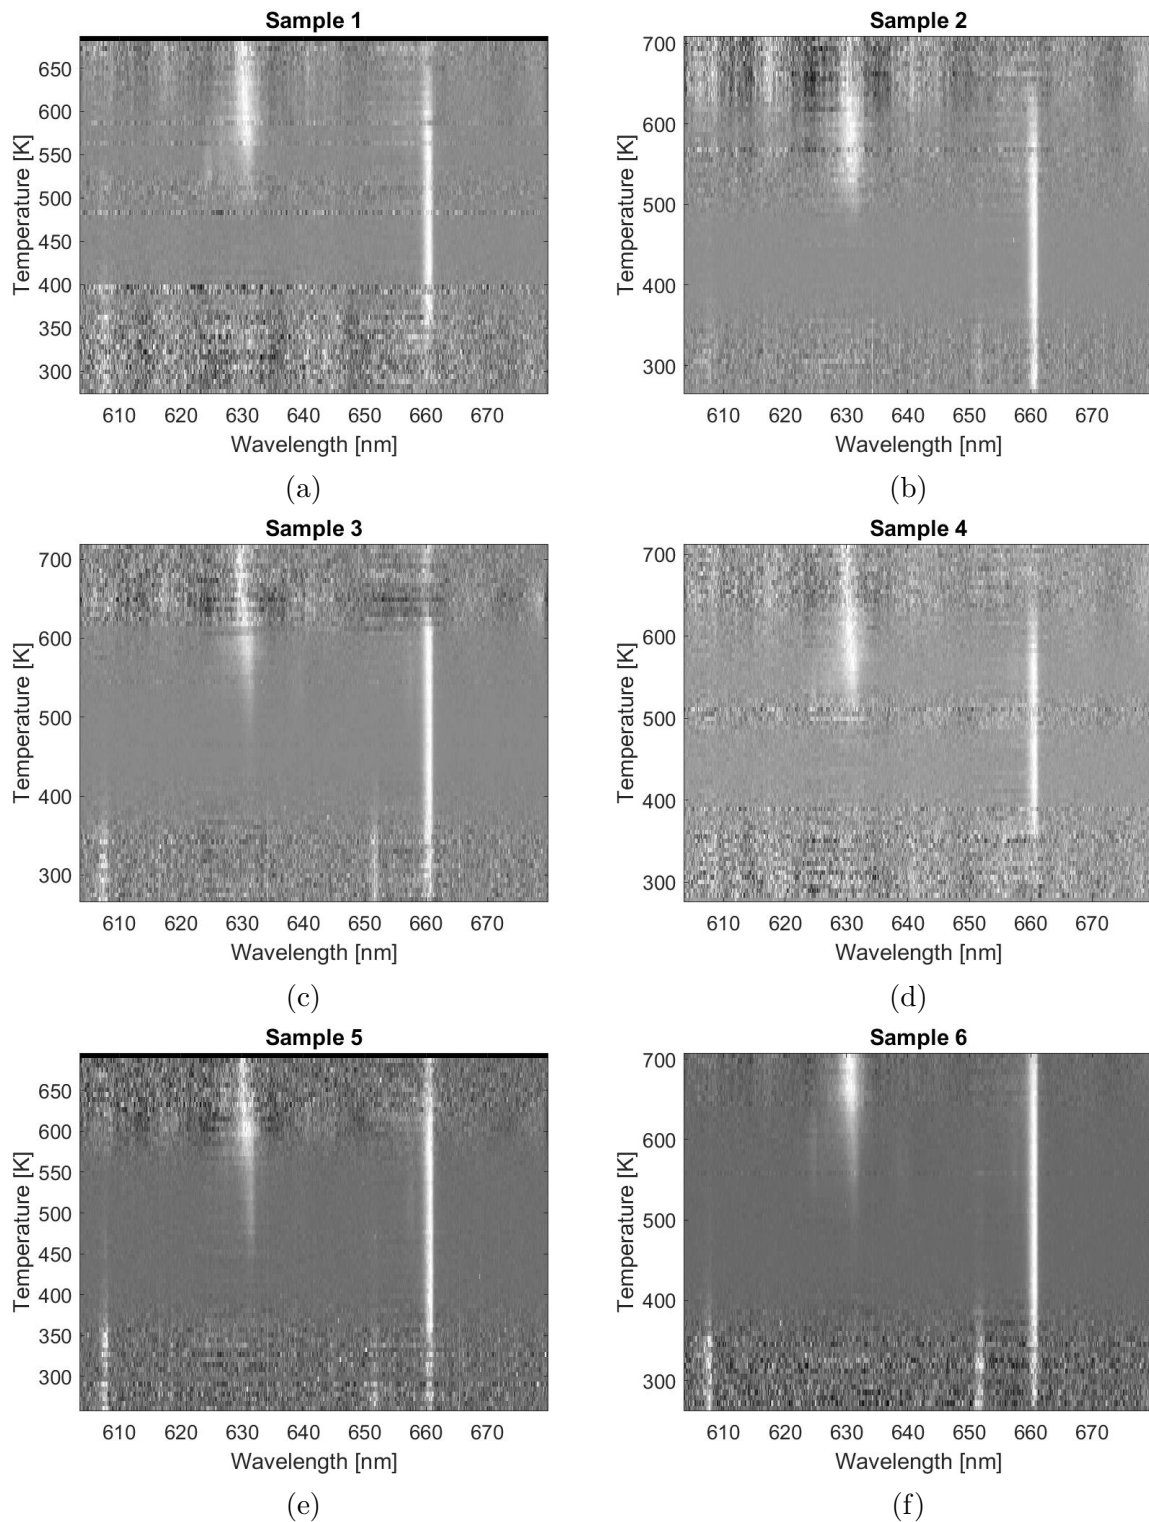 Sample 1
Temperature [K]
650
600
550
500
450
400
350
300
610 620 630 640 650 660 670
Wavelength [nm]
(a)
Sample 2
Temperature [K]
700
600
500
400
300
610 620 630 640 650 660 670
Wavelength [nm]
(b)
Sample 3
Temperature [K]
700
600
500
400
300
610 620 630 640 650 660 670
Wavelength [nm]
(c)
Sample 4
Temperature [K]
700
600
500
400
300
610 620 630 640 650 660 670
Wavelength [nm]
(d)
Sample 5
Temperature [K]
650
600
550
500
450
400
350
300
610 620 630 640 650 660 670
Wavelength [nm]
(e)
Sample 6
Temperature [K]
700
600
500
400
300
610 620 630 640 650 660 670
Wavelength [nm]
(f)